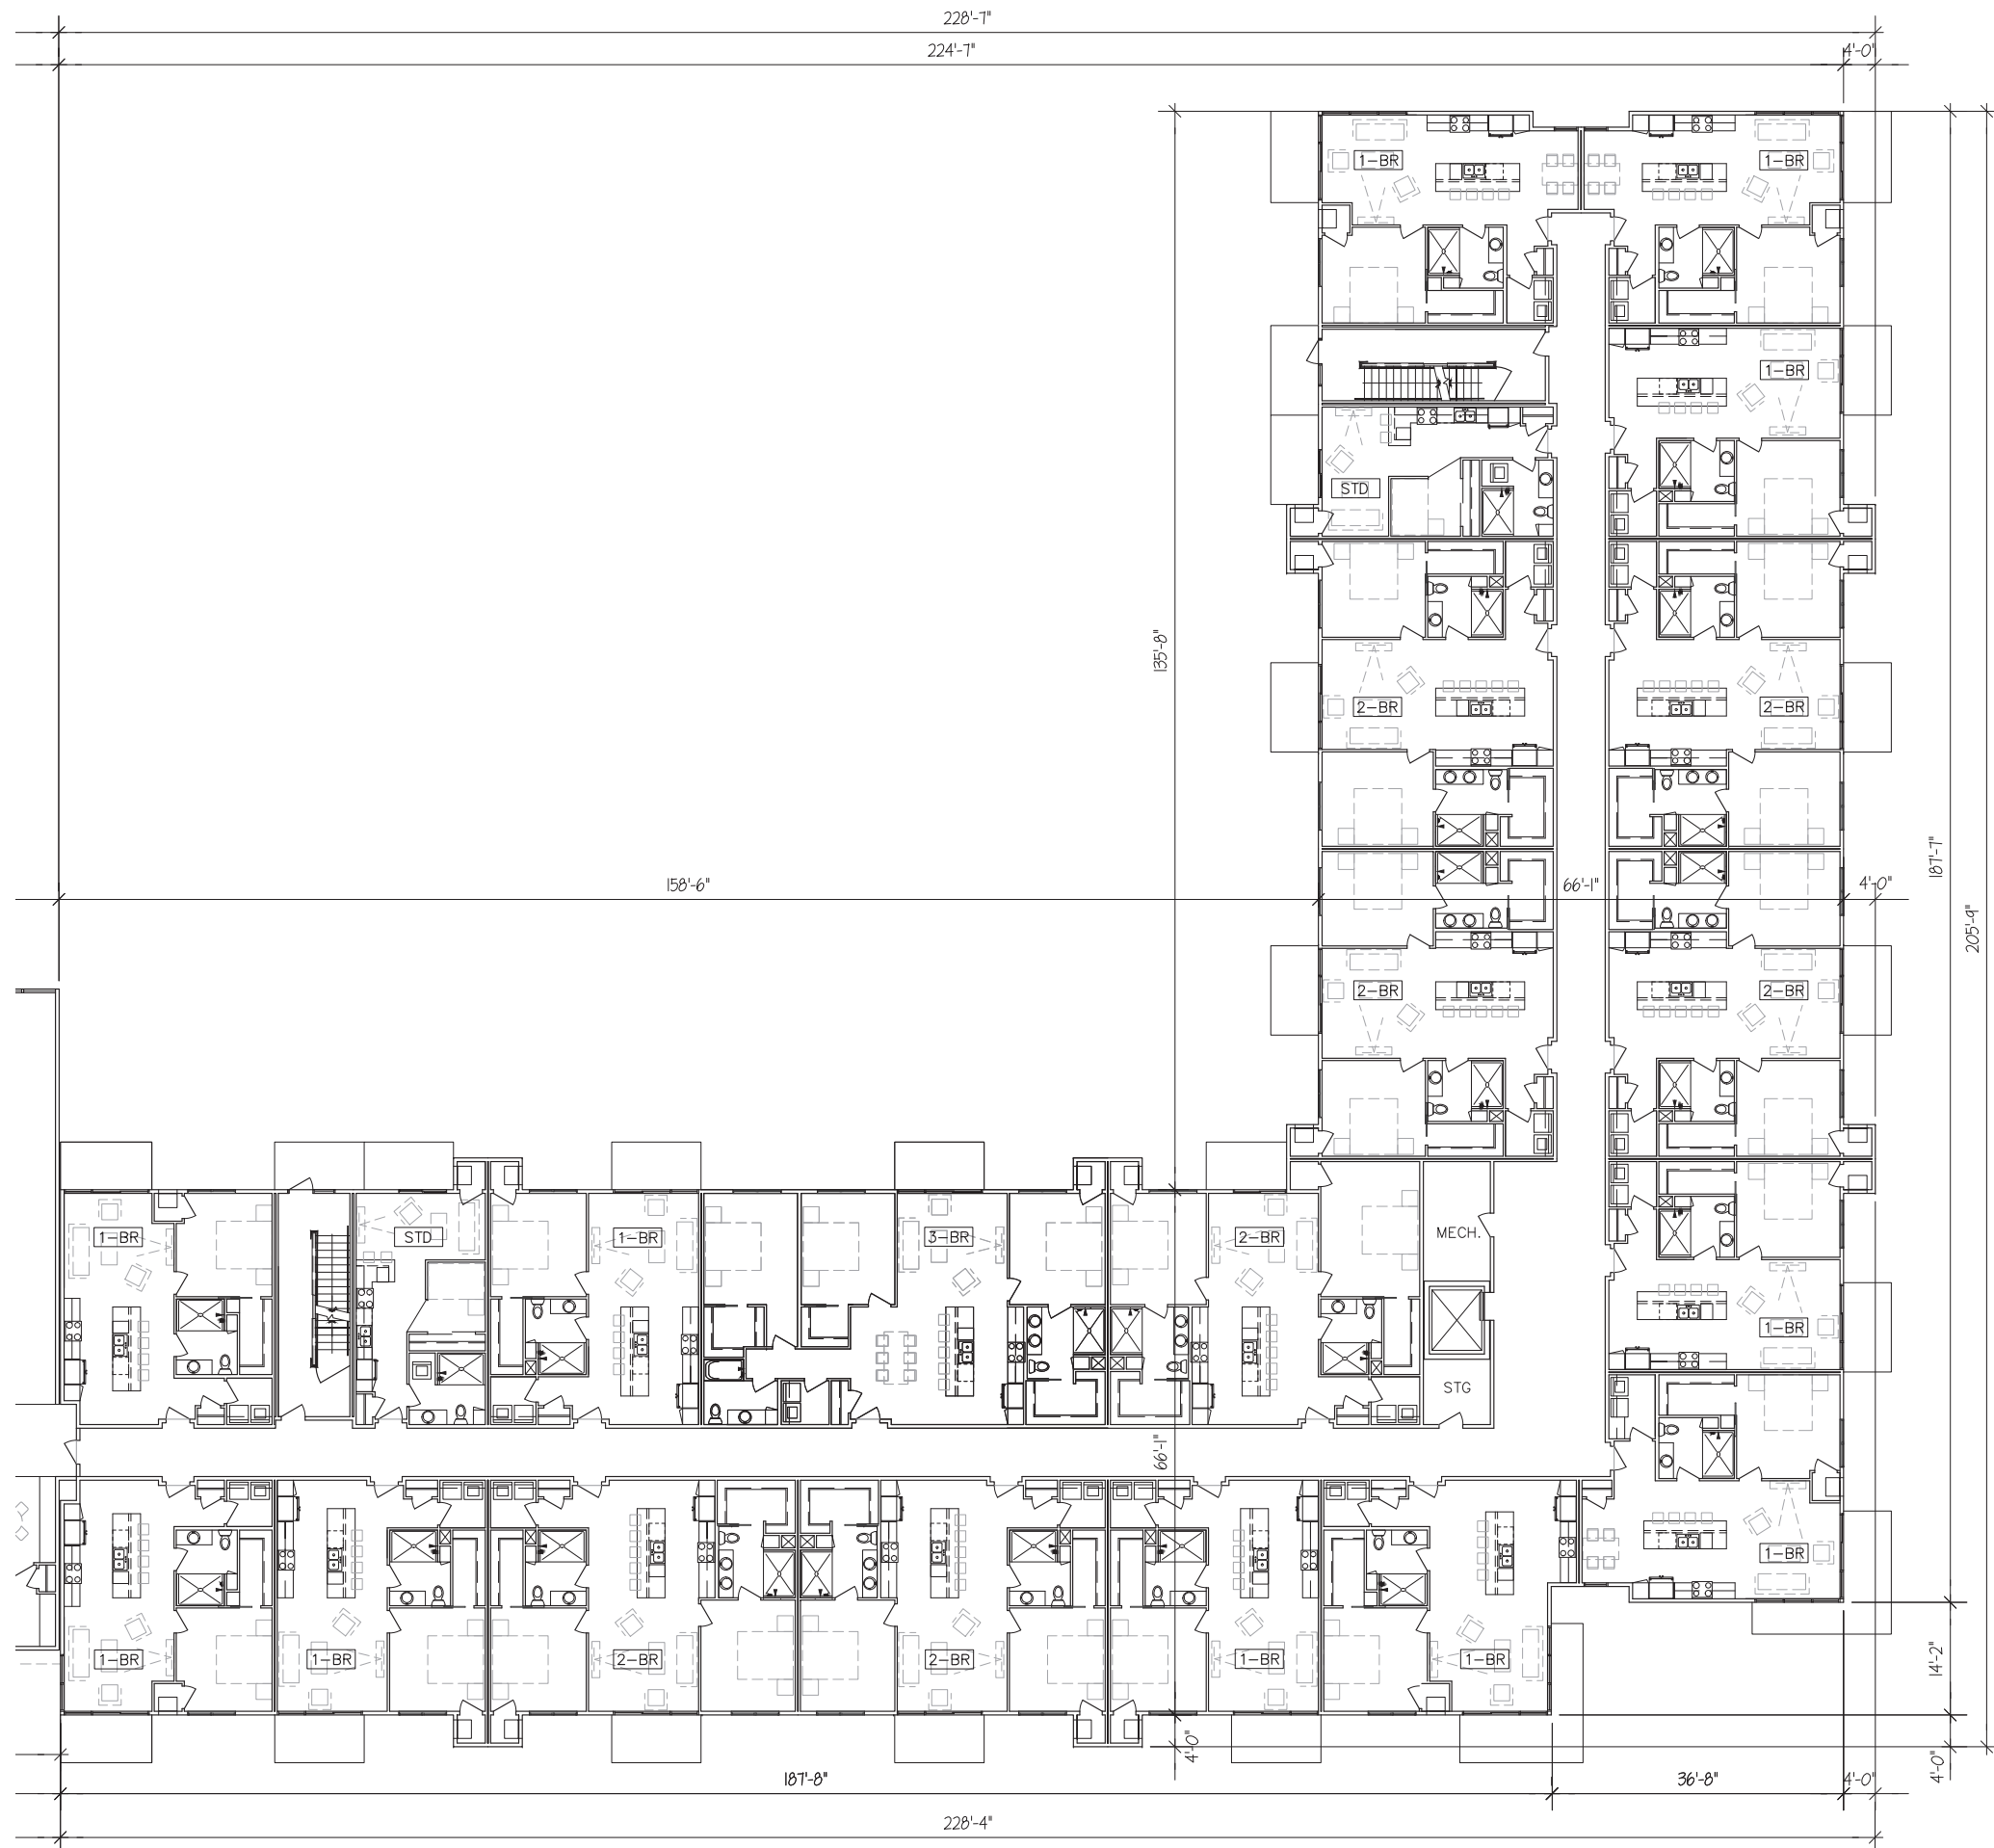 228'-7"
224'-7"
4'-0"
1-BR
1-BR
1-BR
STD
135'-8"
2-BR
2-BR
187'-7"
158'-6"
66'-1"
4'-0"
205'-9"
2-BR
2-BR
1-BR
STD
1-BR
3-BR
2-BR
MECH.
1-BR
STG
66'-1"
1-BR
1-BR
1-BR
2-BR
2-BR
1-BR
1-BR
14'-2"
4'-0"
4'-0"
187'-8"
36'-8"
4'-0"
228'-4"